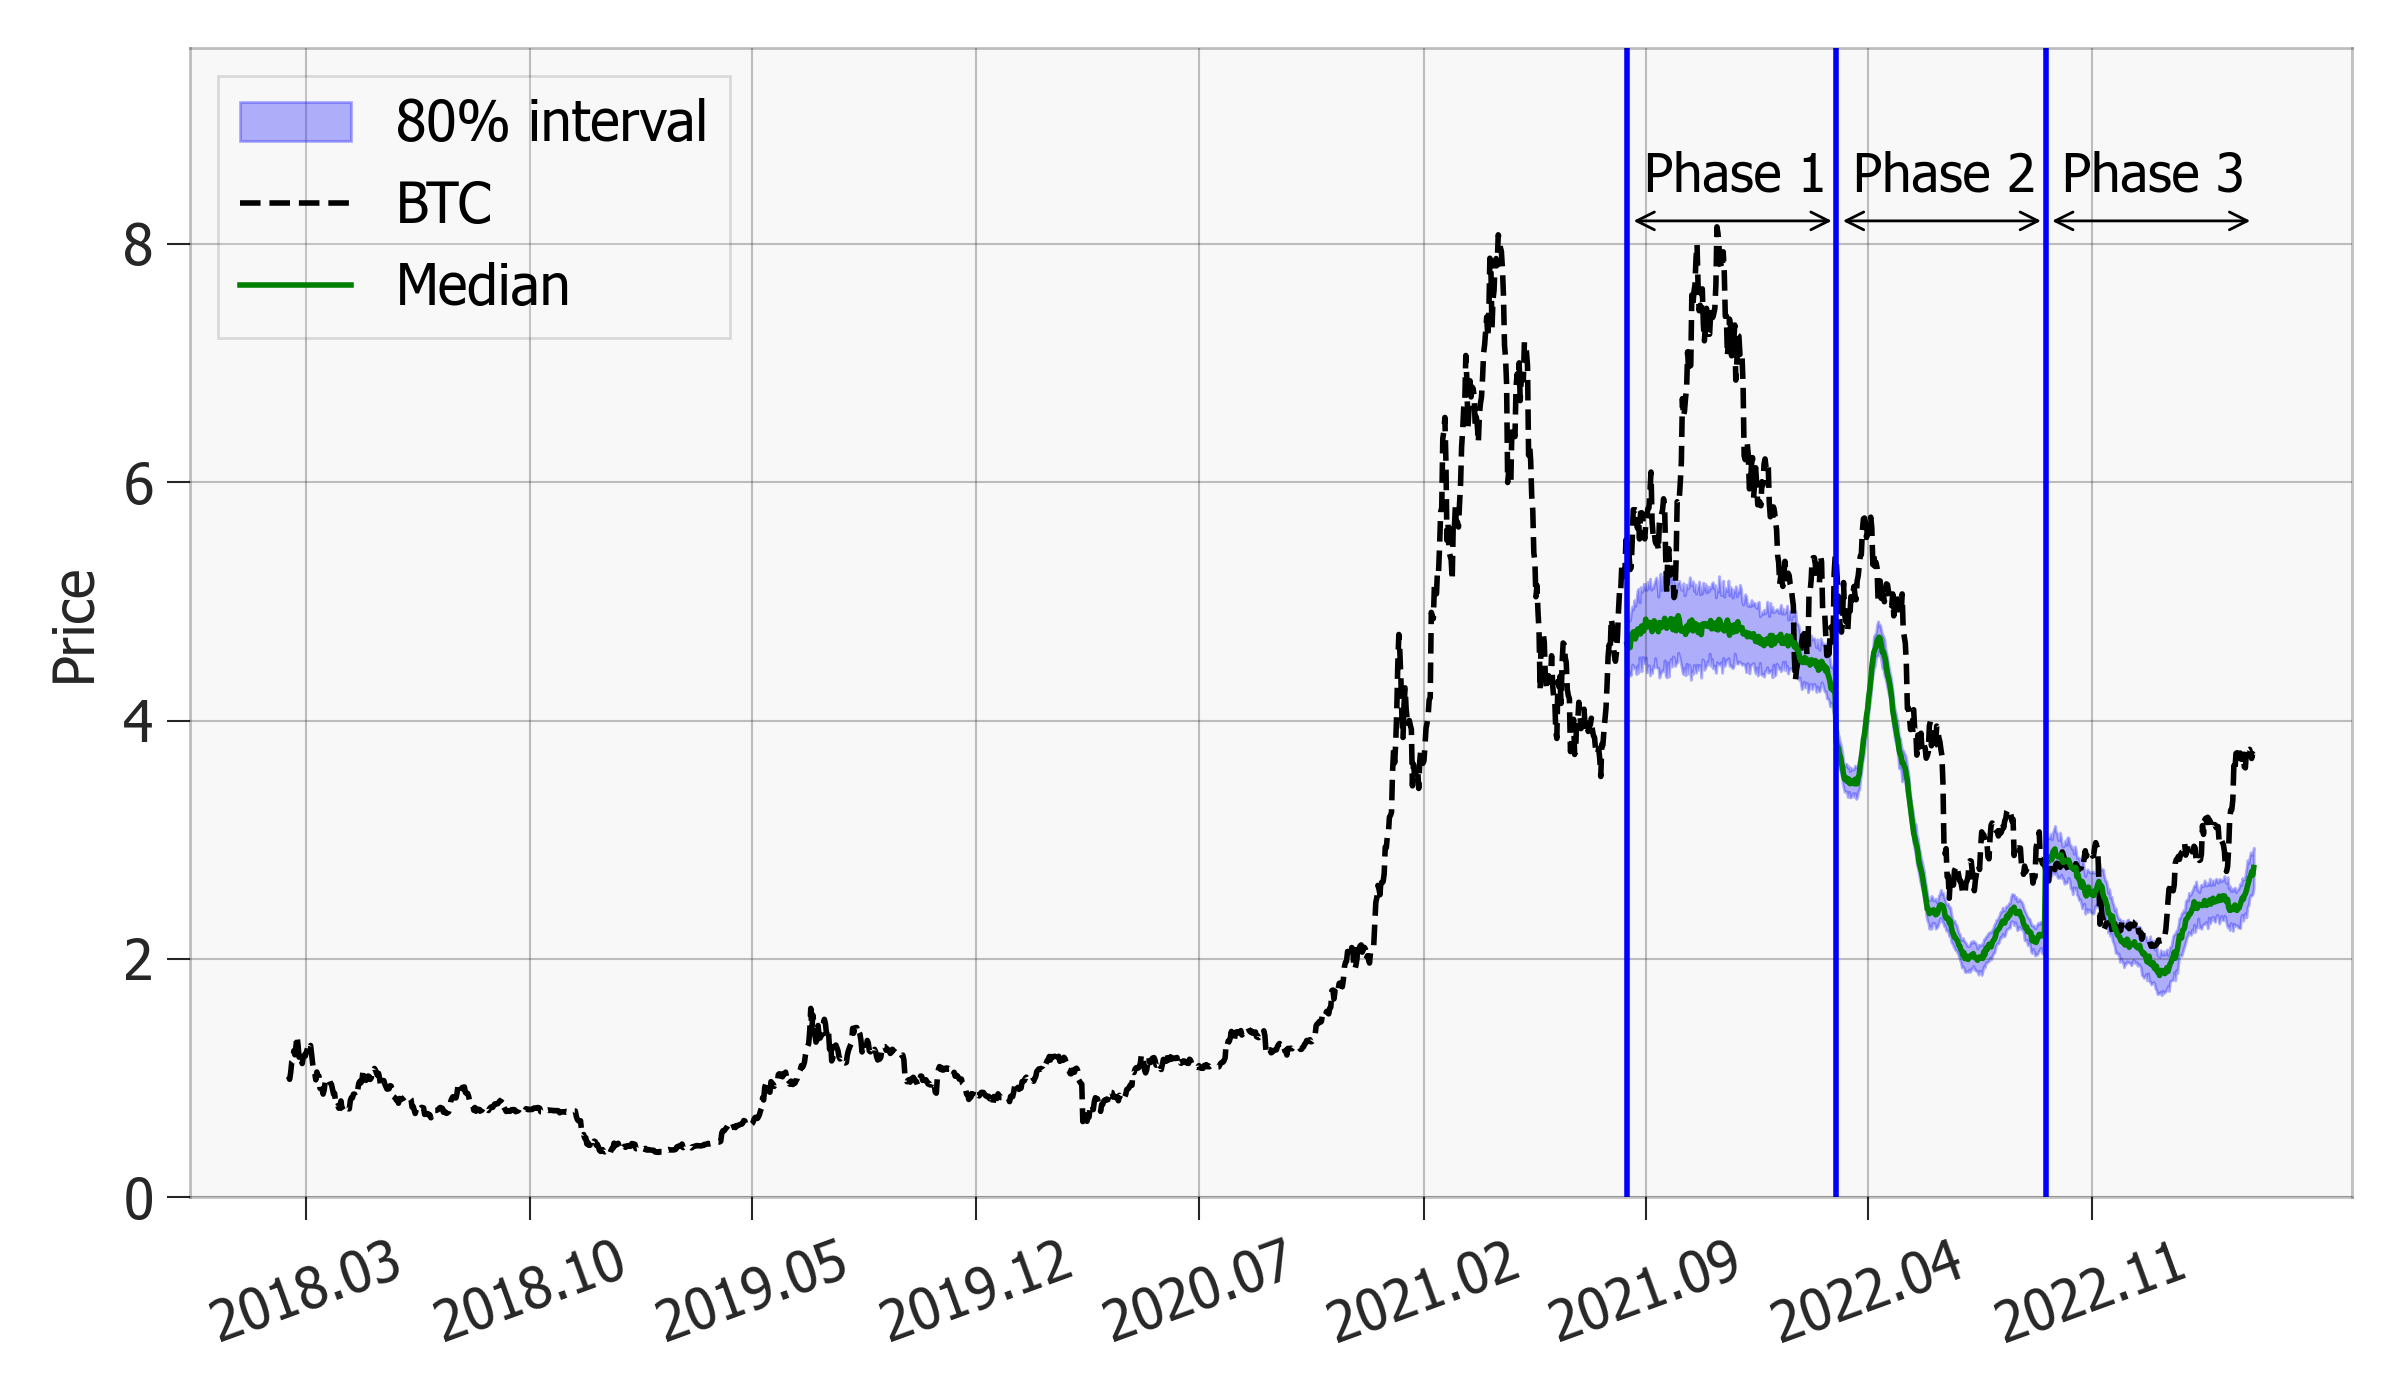 80% interval
BTC
Median
Phase 1
Phase 2
Phase 3
Price
8
6
4
2
0
2018.03
2018.10
2019.05
2019.12
2020.07
2021.02
2021.09
2022.04
2022.11